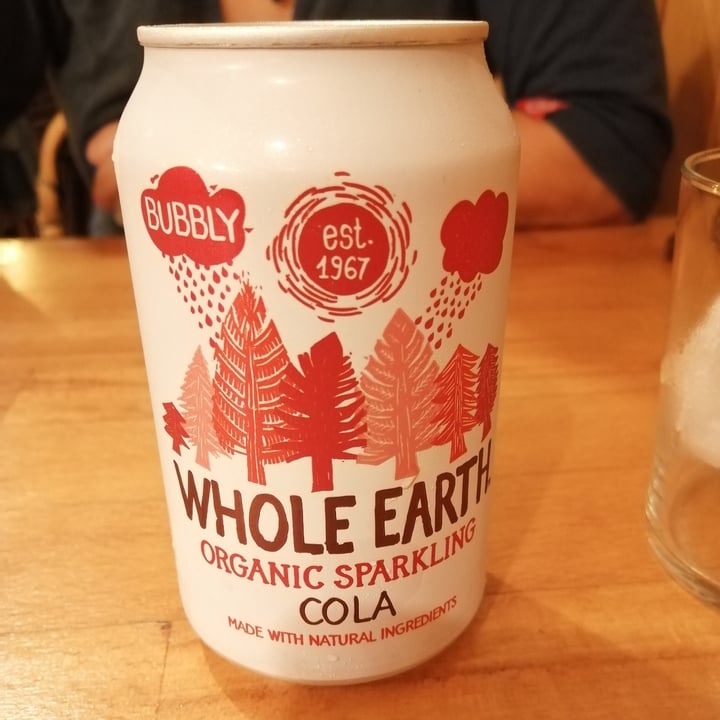 BUBBLY
est.
1967
WHOLE EARTH
ORGANIC SPARKLING
COLA
MADE WITH NATURAL INGREDIENTS